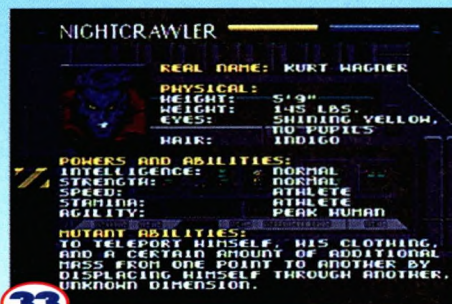 NIGHTCRAWLER
REAL NAME: KURT WAGNER
PHYSICAL:
HEIGHT: 5'9"
WEIGHT: 145 LBS.
EYES: SHINING YELLOW,
NO PUPILS
HAIR: INDIGO
POWERS AND ABILITIES:
INTELLIGENCE: NORMAL
STRENGTH: NORMAL
SPEED: ATHLETE
STAMINA: ATHLETE
AGILITY: PEAK HUMAN
MUTANT ABILITIES:
TO TELEPORT HIMSELF, HIS CLOTHING,
AND A CERTAIN AMOUNT OF ADDITIONAL
MASS FROM ONE POINT TO ANOTHER BY
DISPLACING HIMSELF THROUGH ANOTHER,
UNKNOWN DIMENSION.
33